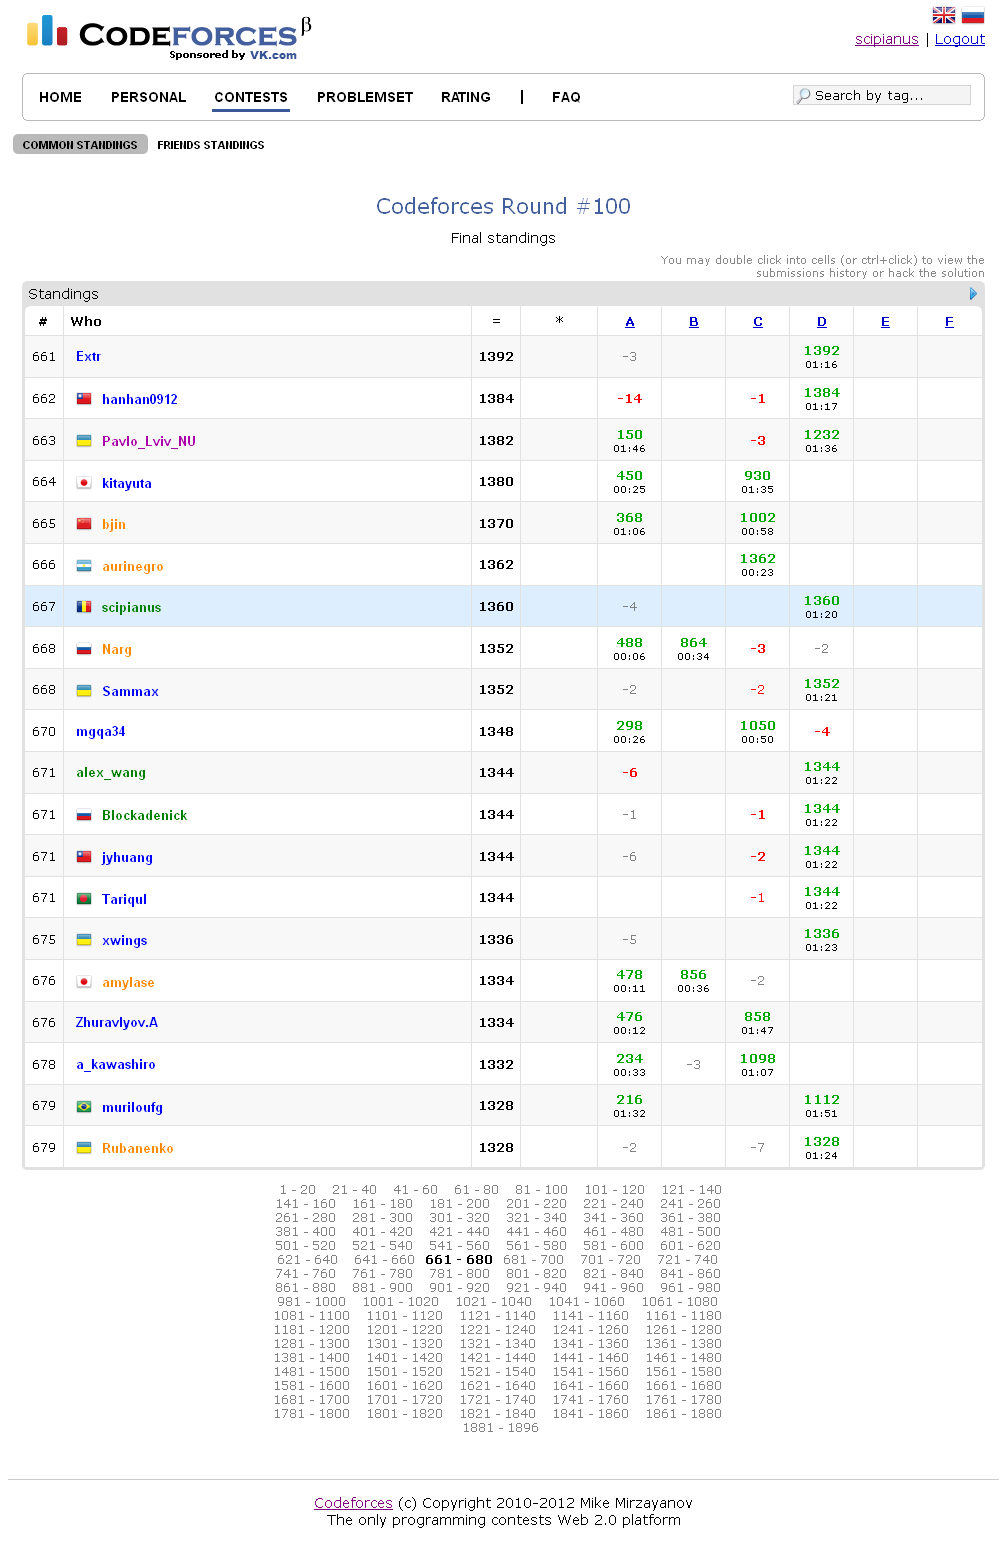 CODEFORCES β
Sponsored by VK.com
scipianus | Logout
HOME PERSONAL CONTESTS PROBLEMSET RATING | FAQ
Search by tag...
COMMON STANDINGS FRIENDS STANDINGS
Codeforces Round #100
Final standings
You may double click into cells (or ctrl+click) to view the
submissions history or hack the solution
Standings
# Who = * A B C D E F
661 Extr 1392 -3 1392
01:16
662 hanhan0912 1384 -14 -1 1384
01:17
663 Pavlo_Lviv_NU 1382 150 -3 1232
01:46 01:36
664 kitayuta 1380 450 930
00:25 01:35
665 bjin 1370 368 1002
01:06 00:58
666 aurinegro 1362 1362
00:23
667 scipianus 1360 -4 1360
01:20
668 Narg 1352 488 864 -3 -2
00:06 00:34
668 Sammax 1352 -2 -2 1352
01:21
670 mgqa34 1348 298 1050 -4
00:26 00:50
671 alex_wang 1344 -6 1344
01:22
671 Blockadenick 1344 -1 -1 1344
01:22
671 jyhuang 1344 -6 -2 1344
01:22
671 Tariqul 1344 -1 1344
01:22
675 xwings 1336 -5 1336
01:23
676 amylase 1334 478 856 -2
00:11 00:36
676 Zhuravlyov.A 1334 476 858
00:12 01:47
678 a_kawashiro 1332 234 -3 1098
00:33 01:07
679 muriloufg 1328 216 1112
01:32 01:51
679 Rubanenko 1328 -2 -7 1328
01:24
1 - 20 21 - 40 41 - 60 61 - 80 81 - 100 101 - 120 121 - 140
141 - 160 161 - 180 181 - 200 201 - 220 221 - 240 241 - 260
261 - 280 281 - 300 301 - 320 321 - 340 341 - 360 361 - 380
381 - 400 401 - 420 421 - 440 441 - 460 461 - 480 481 - 500
501 - 520 521 - 540 541 - 560 561 - 580 581 - 600 601 - 620
621 - 640 641 - 660 661 - 680 681 - 700 701 - 720 721 - 740
741 - 760 761 - 780 781 - 800 801 - 820 821 - 840 841 - 860
861 - 880 881 - 900 901 - 920 921 - 940 941 - 960 961 - 980
981 - 1000 1001 - 1020 1021 - 1040 1041 - 1060 1061 - 1080
1081 - 1100 1101 - 1120 1121 - 1140 1141 - 1160 1161 - 1180
1181 - 1200 1201 - 1220 1221 - 1240 1241 - 1260 1261 - 1280
1281 - 1300 1301 - 1320 1321 - 1340 1341 - 1360 1361 - 1380
1381 - 1400 1401 - 1420 1421 - 1440 1441 - 1460 1461 - 1480
1481 - 1500 1501 - 1520 1521 - 1540 1541 - 1560 1561 - 1580
1581 - 1600 1601 - 1620 1621 - 1640 1641 - 1660 1661 - 1680
1681 - 1700 1701 - 1720 1721 - 1740 1741 - 1760 1761 - 1780
1781 - 1800 1801 - 1820 1821 - 1840 1841 - 1860 1861 - 1880
1881 - 1896
Codeforces (c) Copyright 2010-2012 Mike Mirzayanov
The only programming contests Web 2.0 platform